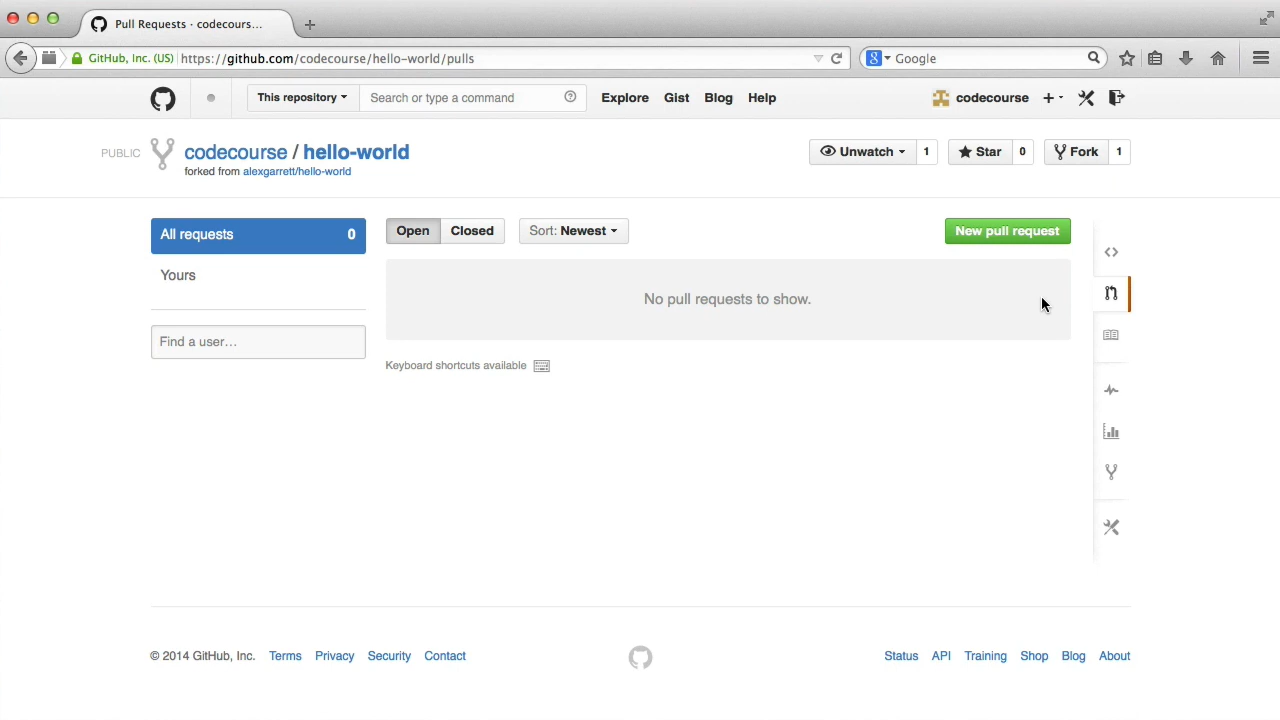 Pull Requests · codecours...
GitHub, Inc. (US) https://github.com/codecourse/hello-world/pulls
Google
This repository Search or type a command Explore Gist Blog Help codecourse
PUBLIC codecourse / hello-world Unwatch 1 Star 0 Fork 1
forked from alexgarrett/hello-world
All requests 0 Open Closed Sort: Newest New pull request
Yours
No pull requests to show.
Find a user...
Keyboard shortcuts available
© 2014 GitHub, Inc. Terms Privacy Security Contact Status API Training Shop Blog About